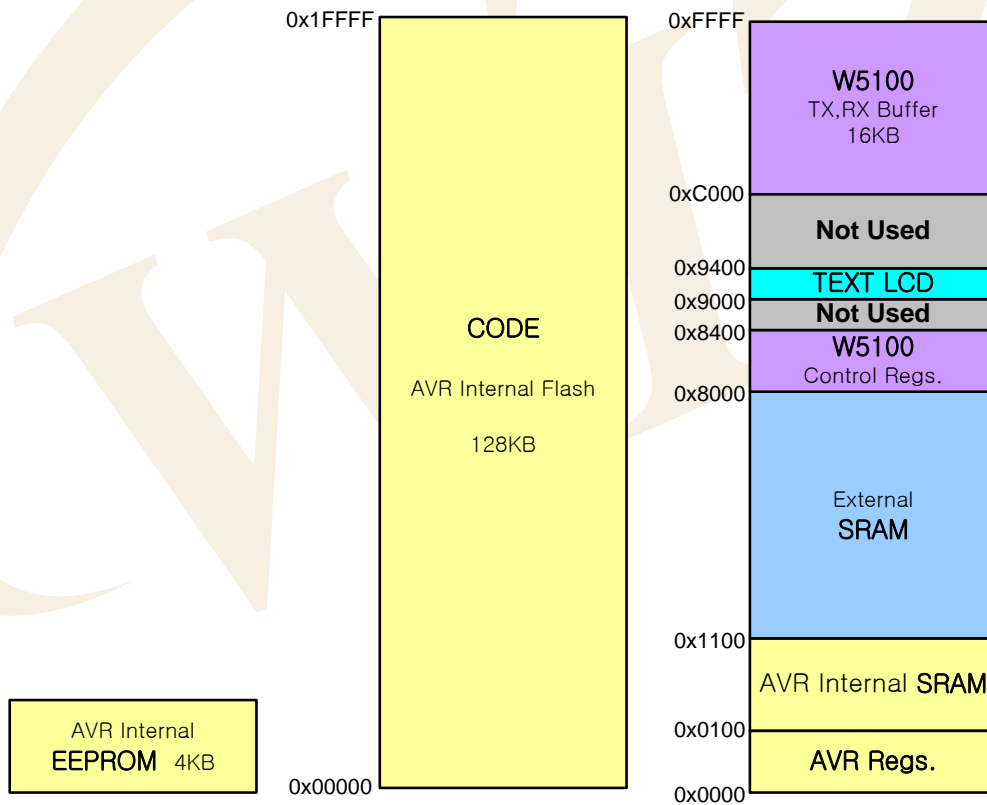 0x1FFFF
CODE
AVR Internal Flash
128KB
0x00000
AVR Internal
EEPROM 4KB
0xFFFF
W5100
TX,RX Buffer
16KB
0xC000
Not Used
0x9400
TEXT LCD
0x9000
Not Used
0x8400
W5100
Control Regs.
0x8000
External
SRAM
0x1100
AVR Internal SRAM
0x0100
AVR Regs.
0x0000